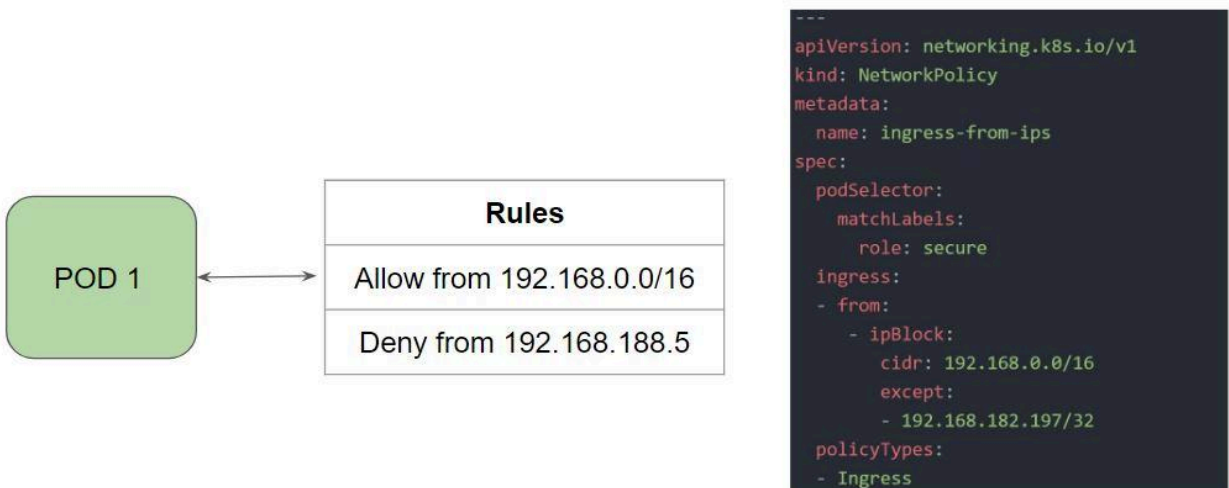 POD 1
Rules
Allow from 192.168.0.0/16
Deny from 192.168.188.5
---
apiVersion: networking.k8s.io/v1
kind: NetworkPolicy
metadata:
  name: ingress-from-ips
spec:
  podSelector:
    matchLabels:
      role: secure
  ingress:
  - from:
    - ipBlock:
        cidr: 192.168.0.0/16
        except:
        - 192.168.182.197/32
  policyTypes:
  - Ingress